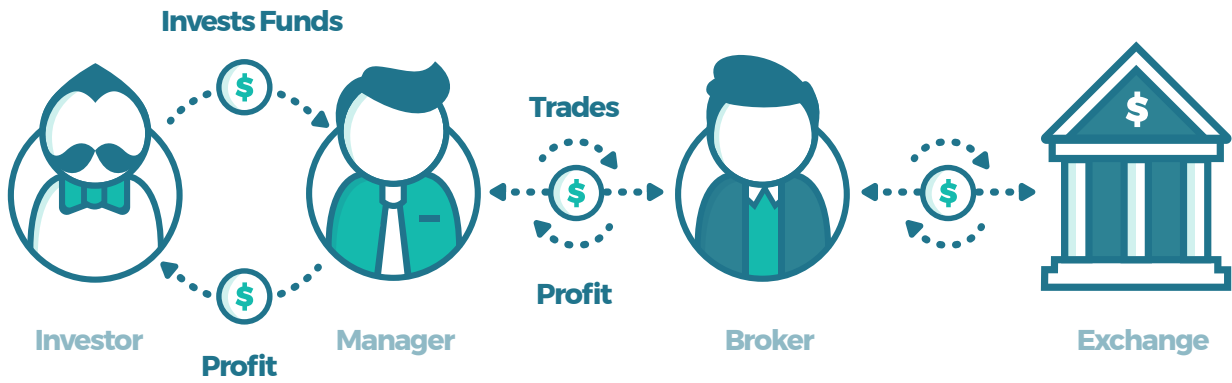 Invests Funds
$
Trades
$
$
$
$
Profit
$
Profit
Investor
Manager
Broker
Exchange